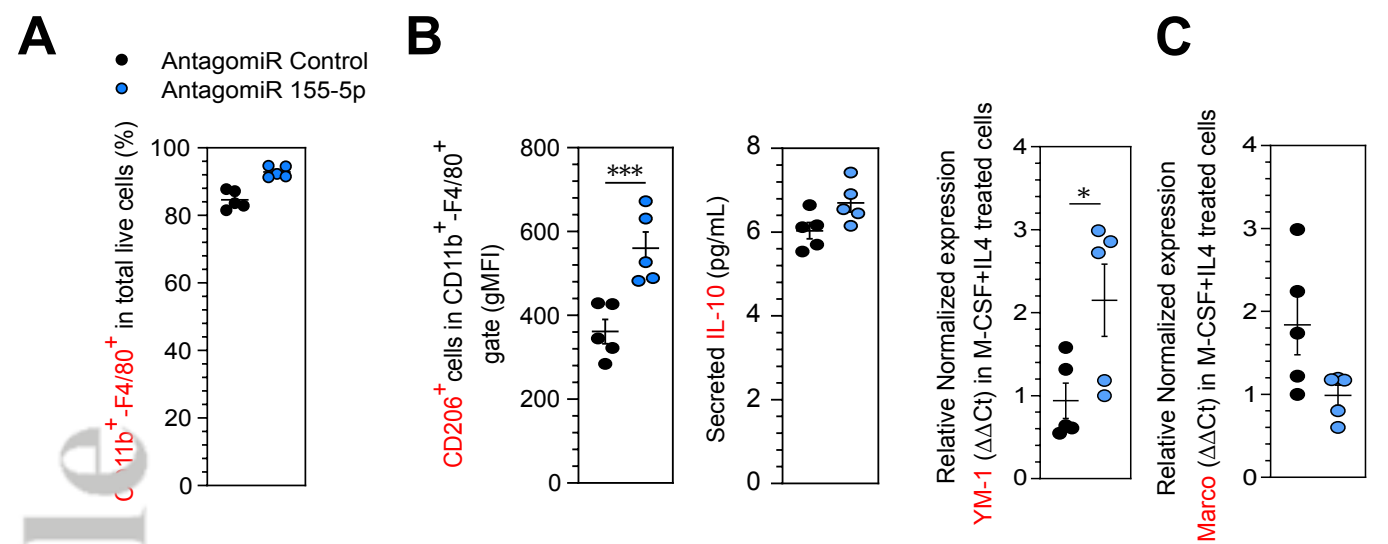 A
AntagomiR Control
AntagomiR 155-5p
CD11b+-F4/80+ in total live cells (%)
100
80
60
40
20
0
B
CD206+ cells in CD11b+-F4/80+
gate (gMFI)
800
600
400
200
0
***
Secreted IL-10 (pg/mL)
8
6
4
2
0
Relative Normalized expression
YM-1 (ΔΔCt) in M-CSF+IL4 treated cells
4
3
2
1
0
*
C
Relative Normalized expression
Marco (ΔΔCt) in M-CSF+IL4 treated cells
4
3
2
1
0
le